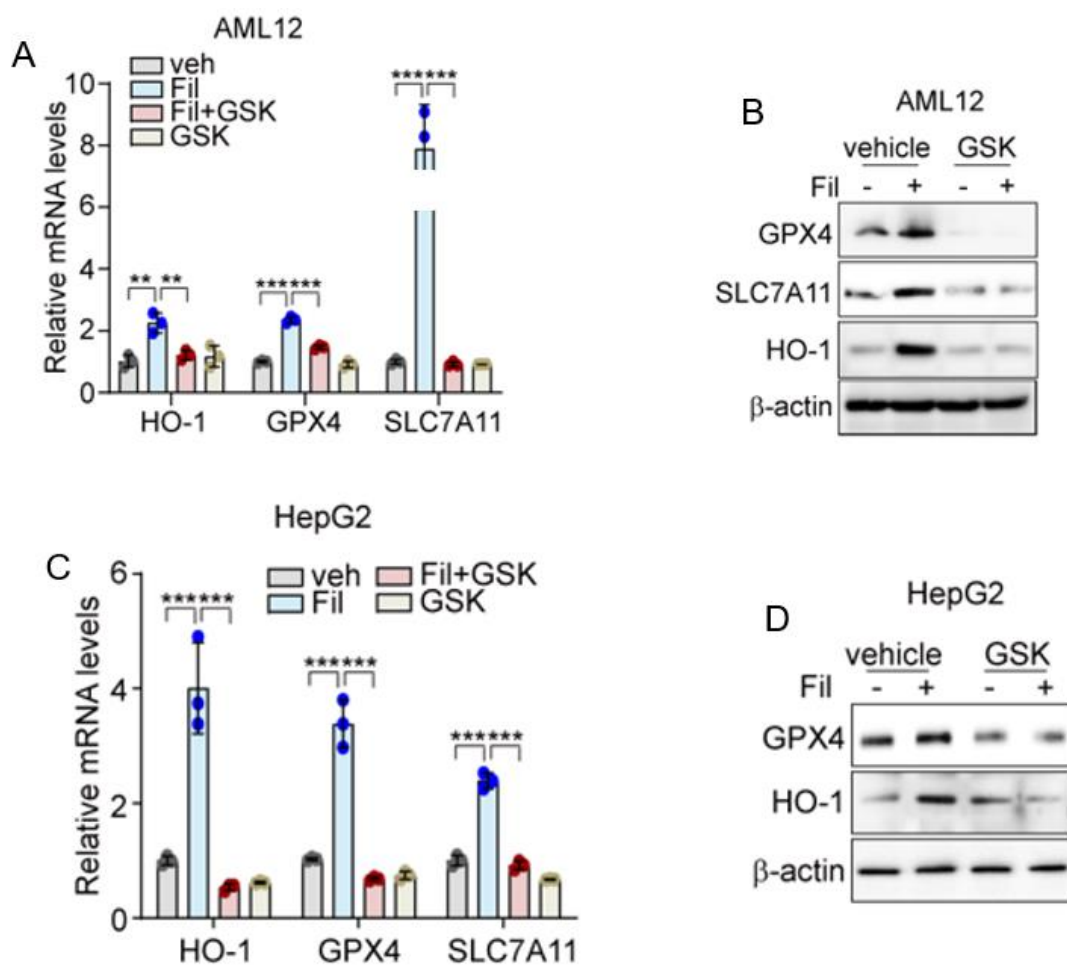 A
AML12
veh
Fil
Fil+GSK
GSK
Relative mRNA levels
10
8
6
4
2
0
** **
*** ***
*** ***
HO-1 GPX4 SLC7A11
B
AML12
vehicle GSK
Fil - + - +
GPX4
SLC7A11
HO-1
β-actin
C
HepG2
veh Fil+GSK
Fil GSK
Relative mRNA levels
6
4
2
0
*** ***
*** ***
*** ***
HO-1 GPX4 SLC7A11
D
HepG2
vehicle GSK
Fil - + - +
GPX4
HO-1
β-actin